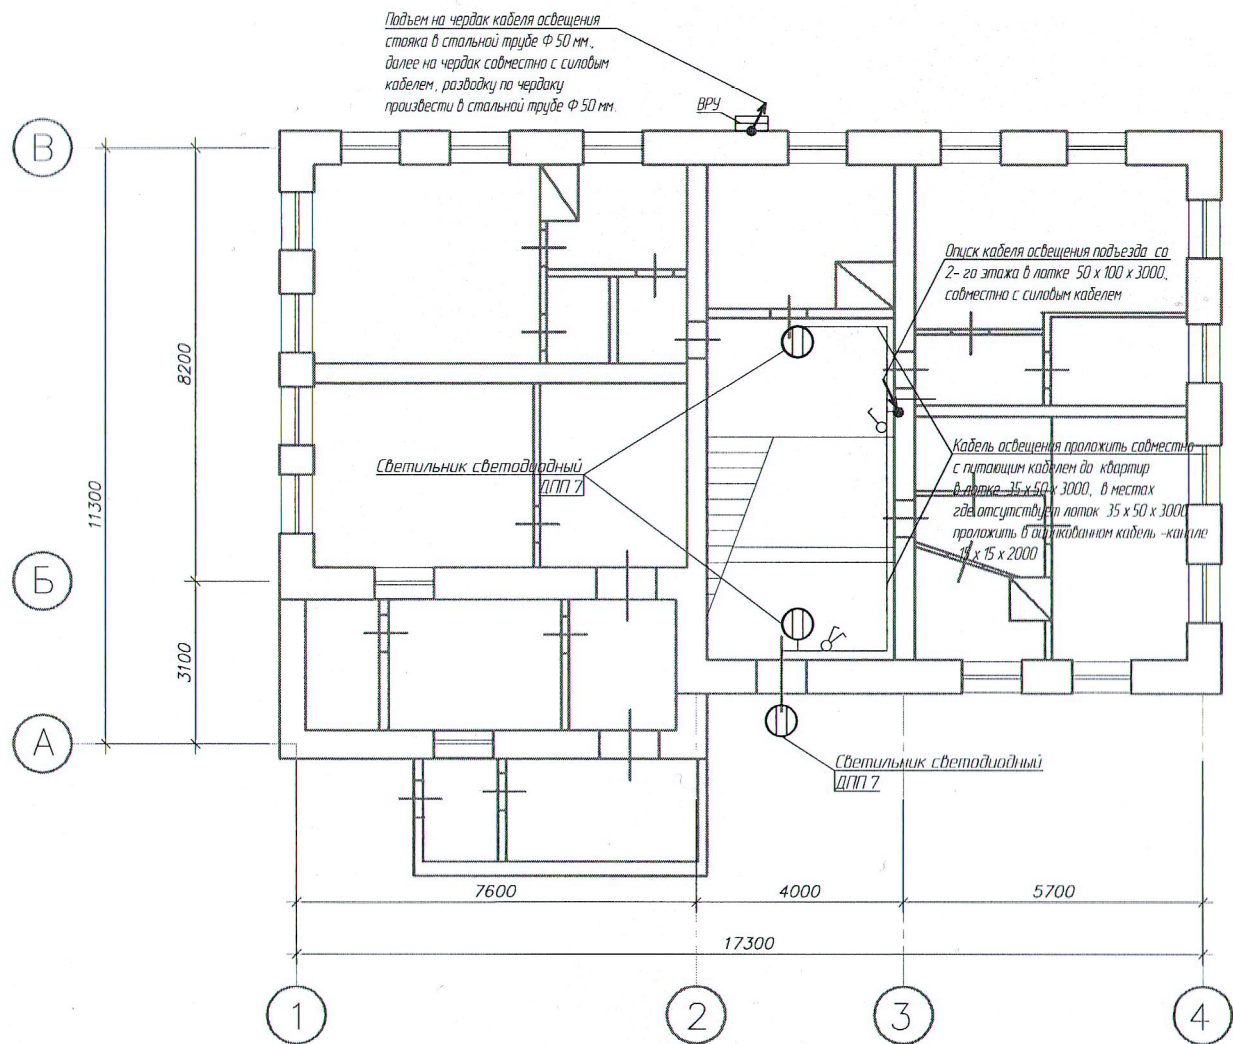 Подъем на чердак кабеля освещения
стояка в стальной трубе Ф 50 мм.,
далее на чердак совместно с силовым
кабелем, разводку по чердаку
произвести в стальной трубе Ф 50 мм.
ВРУ
В
Опуск кабеля освещения подъезда со
2-го этажа в лотке 50 х 100 х 3000,
совместно с силовым кабелем
8200
11300
Светильник светодиодный
ДПП 7
Кабель освещения проложить совместно
с питающим кабелем до квартир
в лотке 35 х 50 х 3000, в местах
где отсутствует лоток 35 х 50 х 3000
проложить в оцинкованном кабель -канале
15 х 15 х 2000
Б
3100
А
Светильник светодиодный
ДПП 7
7600
4000
5700
17300
1
2
3
4